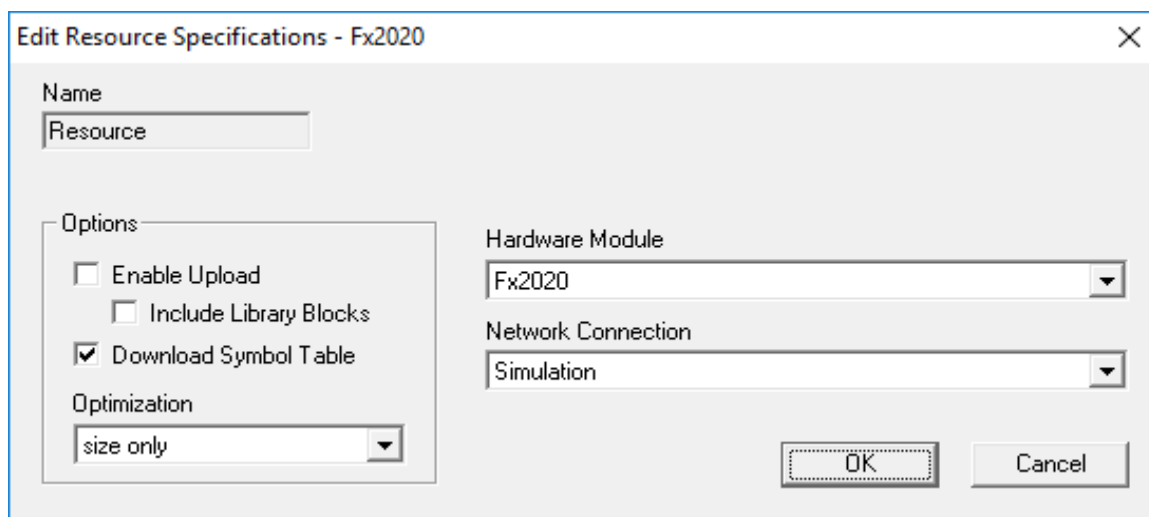 Edit Resource Specifications - Fx2020
Name
Resource
Options
Enable Upload
Include Library Blocks
Download Symbol Table
Optimization
size only
Hardware Module
Fx2020
Network Connection
Simulation
OK
Cancel